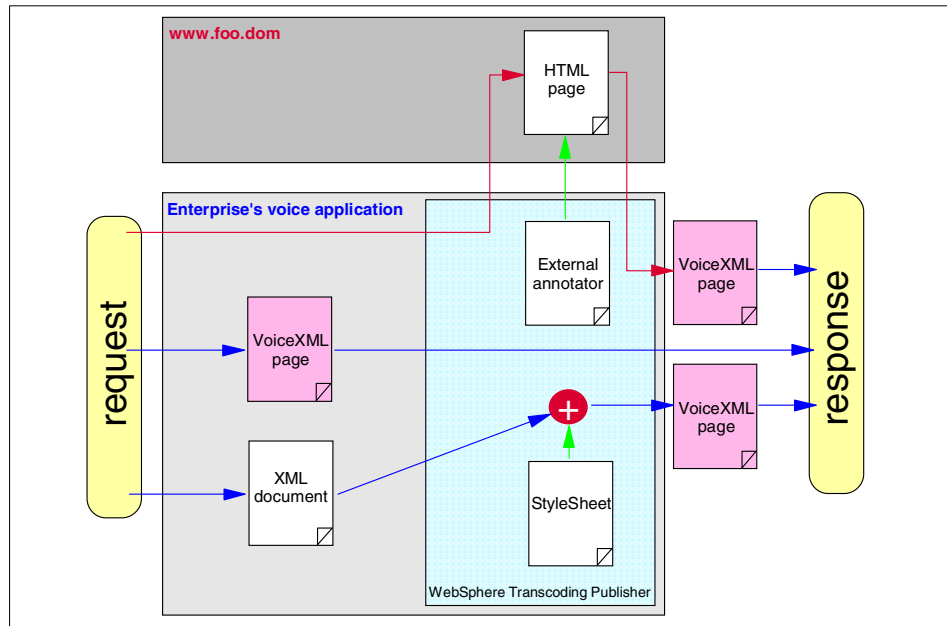 www.foo.dom
HTML
page
Enterprise's voice application
External
annotator
VoiceXML
page
request
VoiceXML
page
response
VoiceXML
page
XML
document
StyleSheet
WebSphere Transcoding Publisher